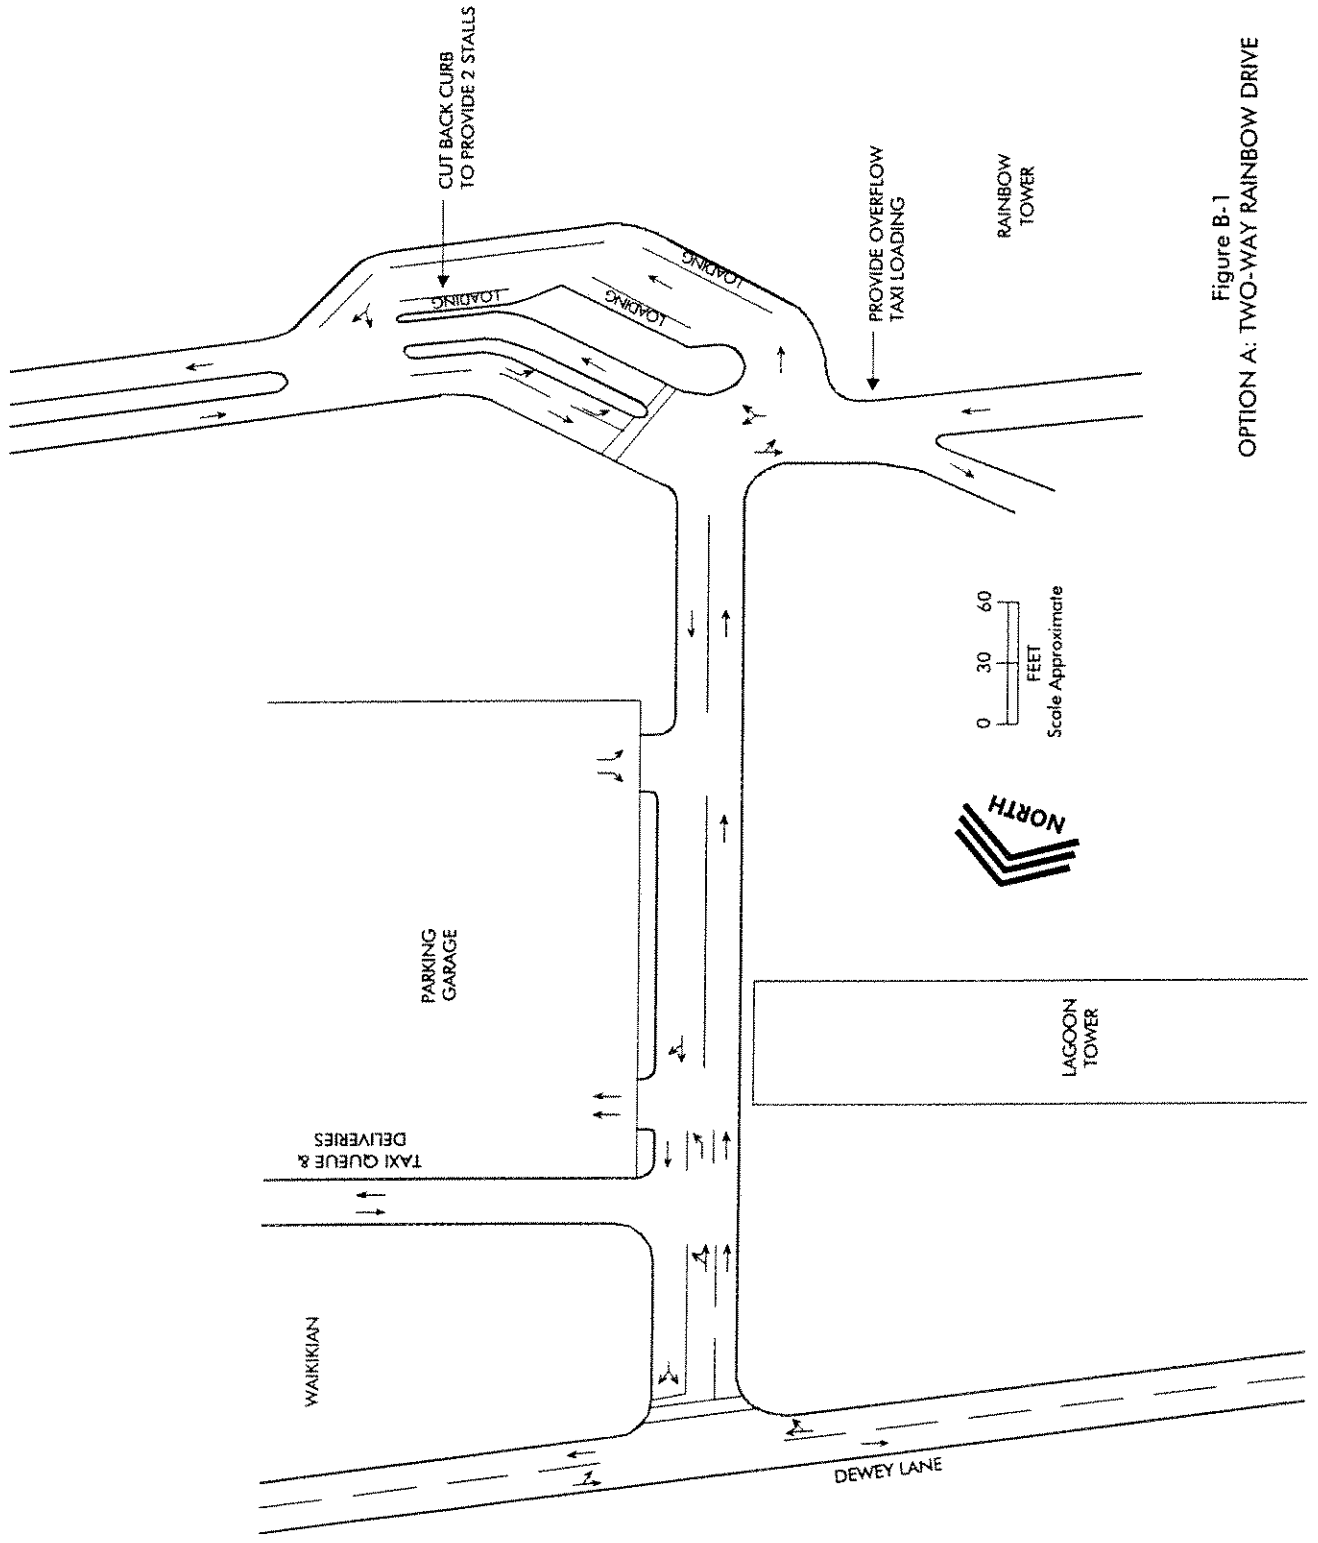 CUT BACK CURB
TO PROVIDE 2 STALLS
LOADING
LOADING
LOADING
PROVIDE OVERFLOW
TAXI LOADING
RAINBOW
TOWER
PARKING
GARAGE
TAXI QUEUE &
DELIVERIES
WAIKIKIAN
LAGOON
TOWER
DEWEY LANE
NORTH
0 30 60
FEET
Scale Approximate
Figure B-1
OPTION A: TWO-WAY RAINBOW DRIVE